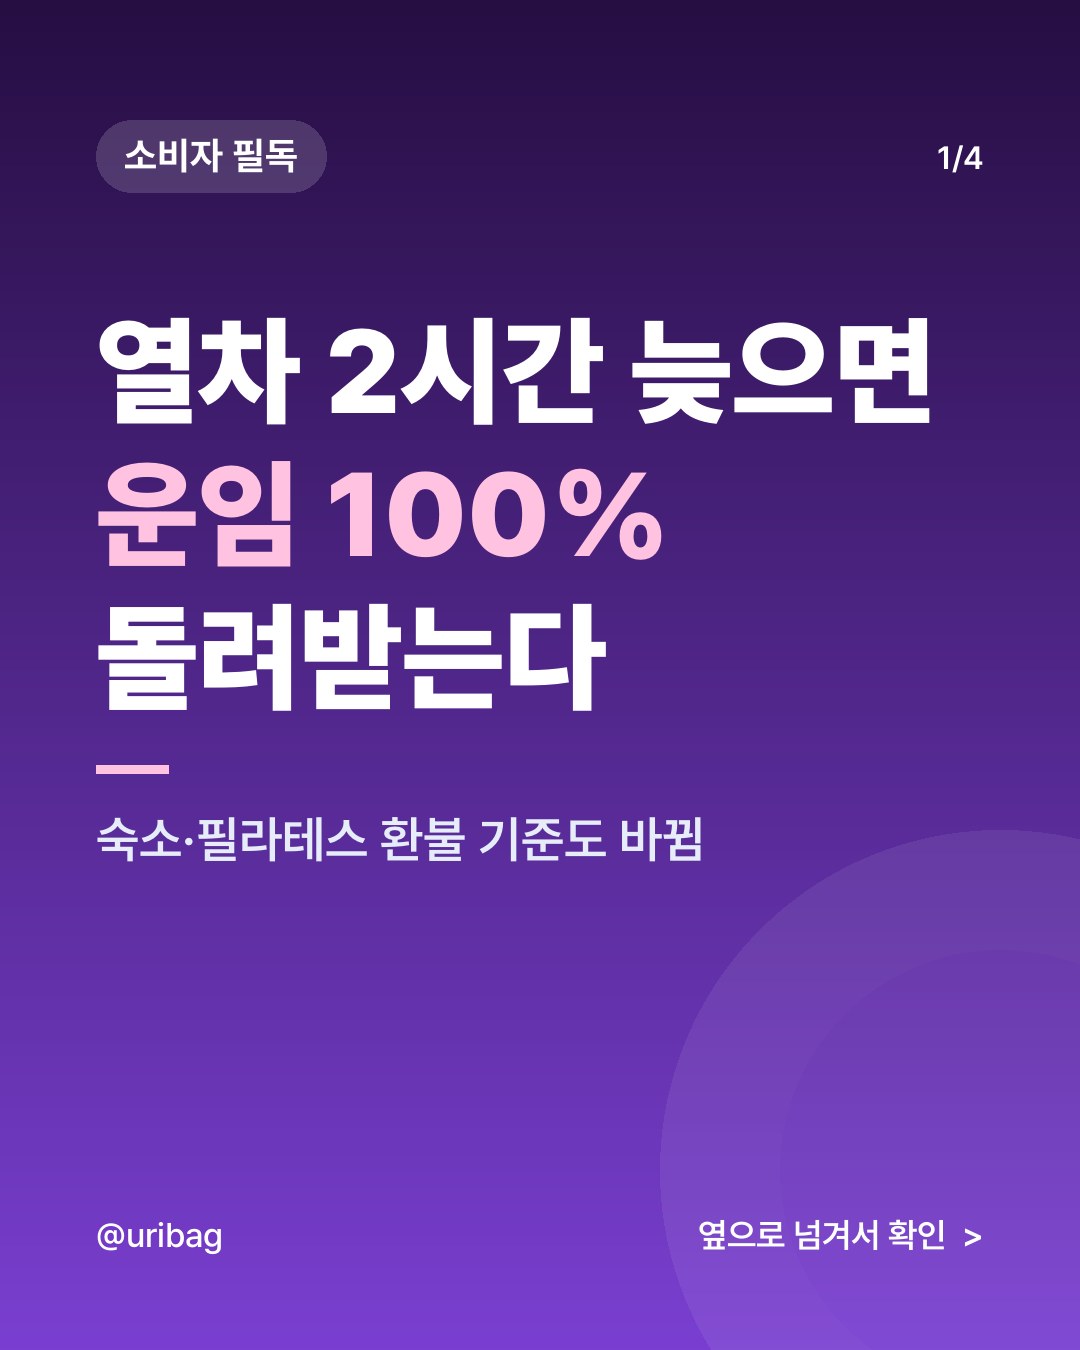 소비자 필독
1/4
열차 2시간 늦으면
운임 100%
돌려받는다
숙소·필라테스 환불 기준도 바뀜
@uribag
옆으로 넘겨서 확인 >